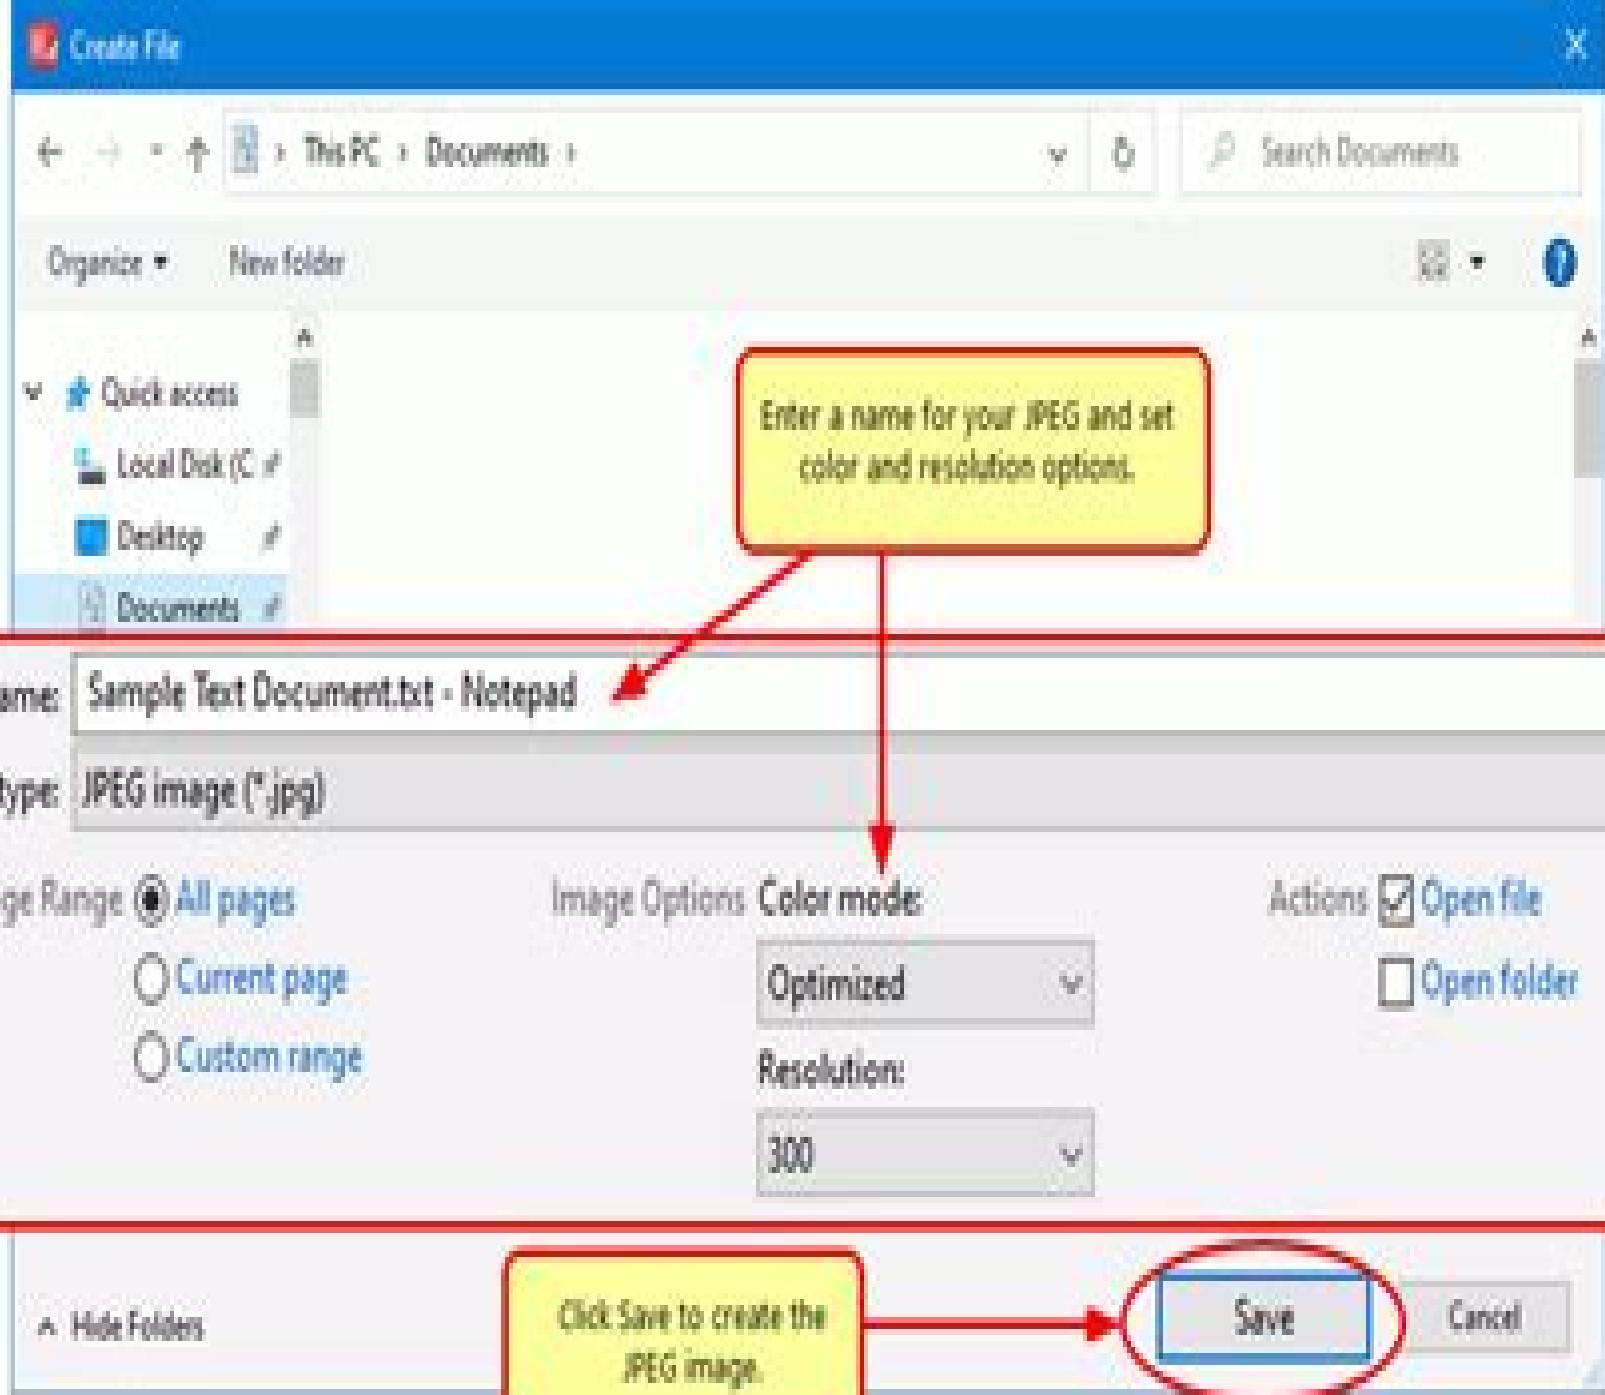 Create File
This PC > Documents >
Search Documents
Organize
New folder
Quick access
Local Disk (C
Desktop
Documents
Enter a name for your JPEG and set
color and resolution options.
ame: Sample Text Document.txt - Notepad
type: JPEG image (*.jpg)
ge Range All pages
Current page
Custom range
Image Options Color mode:
Optimized
Resolution:
300
Actions Open file
Open folder
Hide Folders
Click Save to create the
JPEG image.
Save
Cancel